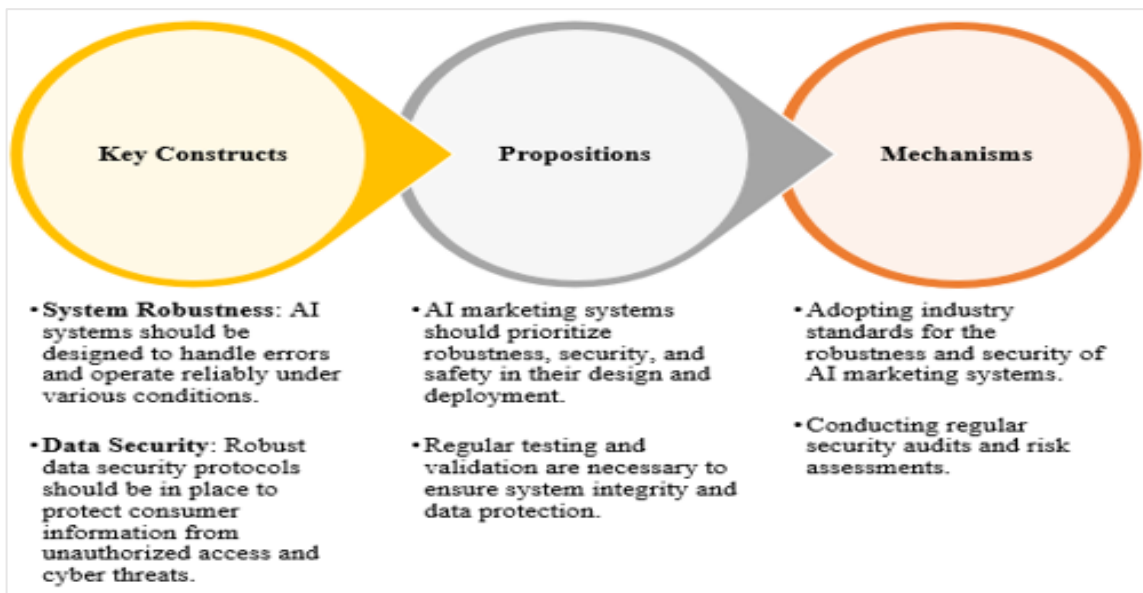 Key Constructs
Propositions
Mechanisms
•System Robustness: AI
systems should be
designed to handle errors
and operate reliably under
various conditions.
•Data Security: Robust
data security protocols
should be in place to
protect consumer
information from
unauthorized access and
cyber threats.
•AI marketing systems
should prioritize
robustness, security, and
safety in their design and
deployment.
•Regular testing and
validation are necessary to
ensure system integrity and
data protection.
•Adopting industry
standards for the
robustness and security of
AI marketing systems.
•Conducting regular
security audits and risk
assessments.